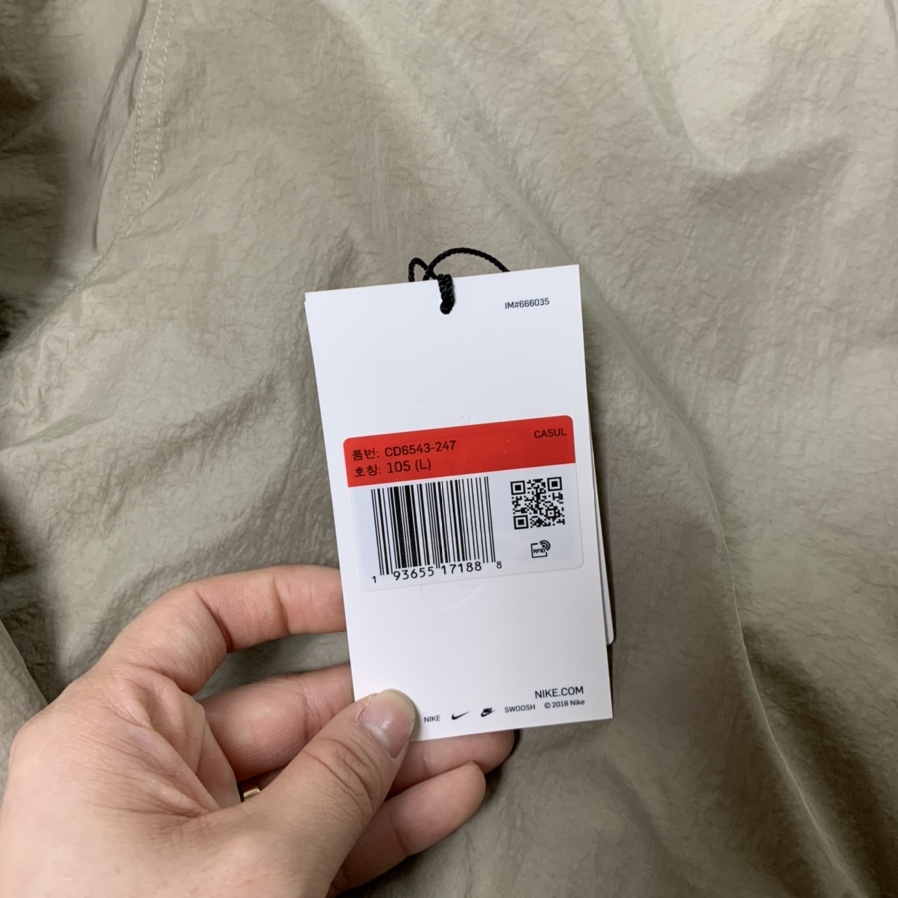 IM#666035
CASUL
품번: CD6543-247
호칭: 105 (L)
RFID
1 93655 17188 8
NIKE.COM
NIKE SWOOSH © 2018 Nike